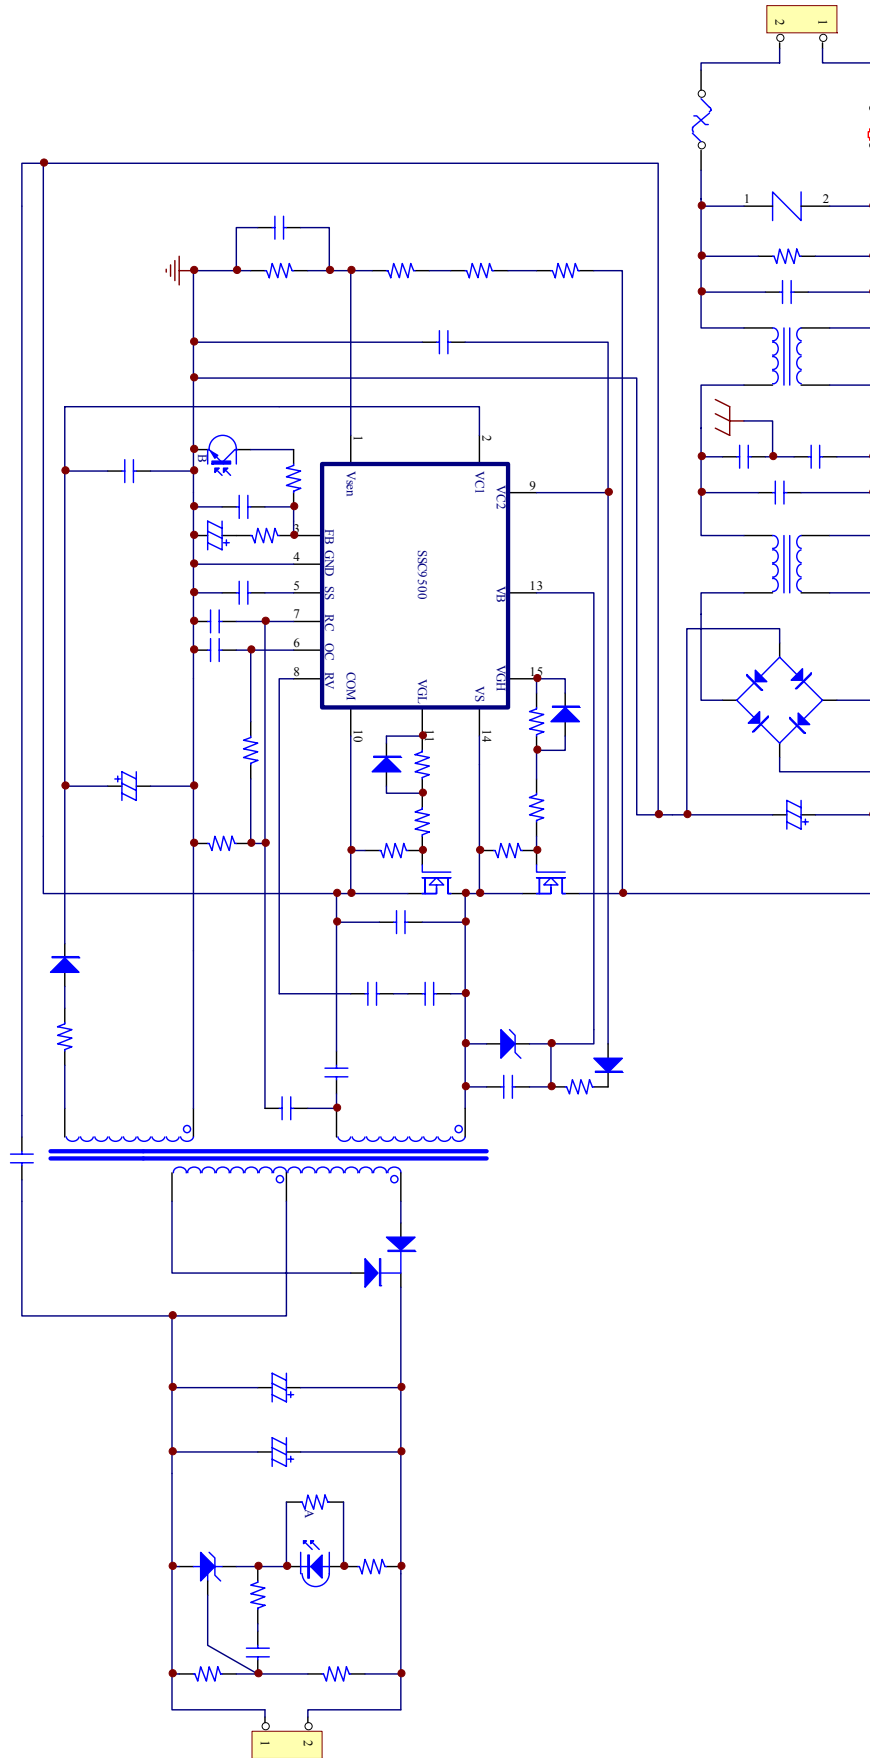 2 1
1 2
1 2
Vsen VC1
9 VC2
B
3 FB
4 GND
SSC9500
5 SS
13 VB
7 RC
6 OC
8 RV
COM VGL VS
15 VGH
10 11 14
A
1 2